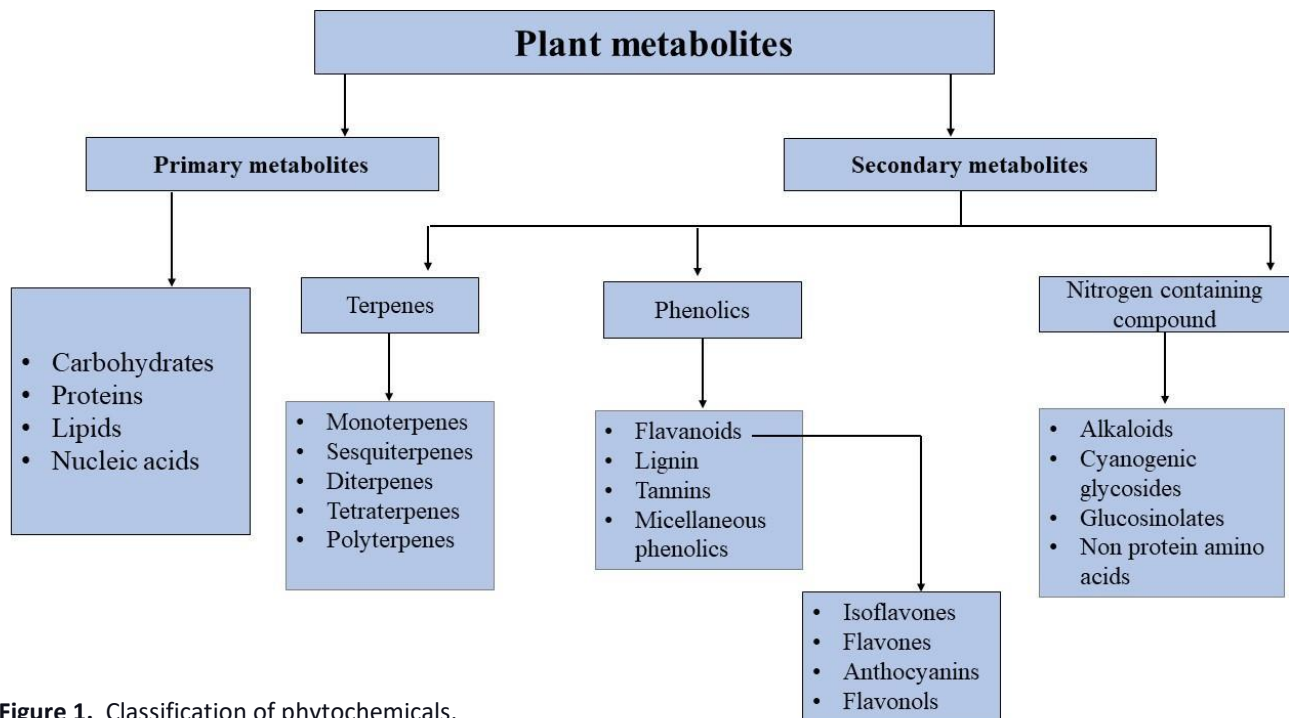 Plant metabolites
Primary metabolites
Secondary metabolites
Terpenes
Phenolics
Nitrogen containing
compound
• Carbohydrates
• Proteins
• Lipids
• Nucleic acids
• Monoterpenes
• Sesquiterpenes
• Diterpenes
• Tetraterpenes
• Polyterpenes
• Flavanoids
• Lignin
• Tannins
• Micellaneous
phenolics
• Alkaloids
• Cyanogenic
glycosides
• Glucosinolates
• Non protein amino
acids
• Isoflavones
• Flavones
• Anthocyanins
• Flavonols
Figure 1. Classification of phytochemicals.